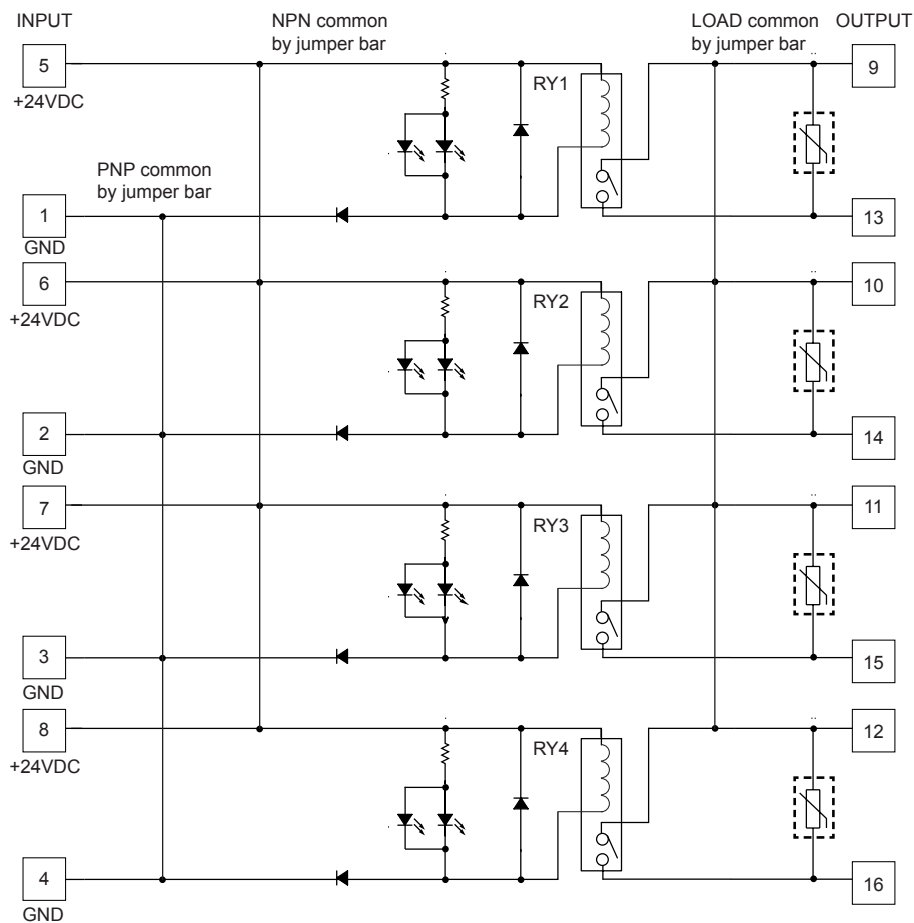 INPUT
NPN common
by jumper bar
LOAD common
by jumper bar
OUTPUT
5
+24VDC
RY1
9
PNP common
by jumper bar
1
GND
13
6
+24VDC
RY2
10
2
GND
14
7
+24VDC
RY3
11
3
GND
15
8
+24VDC
RY4
12
4
GND
16